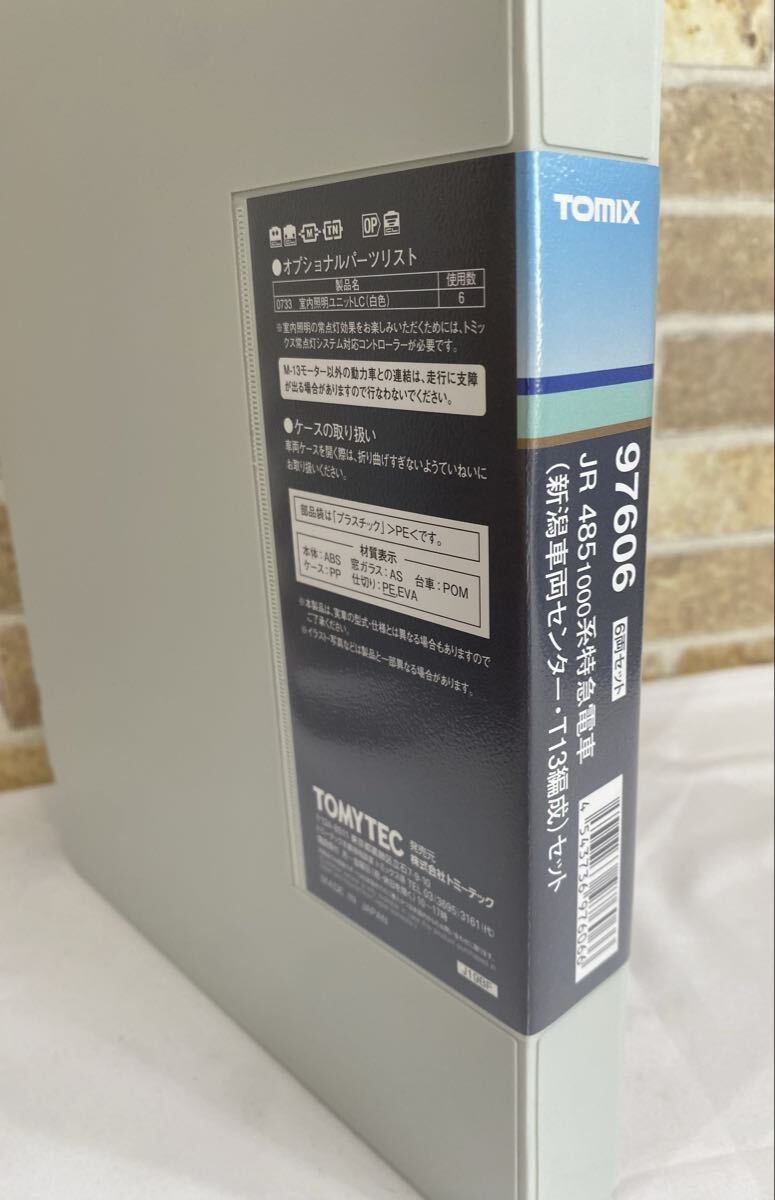 M TN OP
●オプショナルパーツリスト
製品名 使用数
0733 室内照明ユニットLC(白色) 6
※室内照明の常点灯効果をお楽しみいただくためには、トミッ
クス常点灯システム対応コントローラーが必要です。
M-13モーター以外の動力車との連結は、走行に支障
が出る場合がありますので行なわないでください。
●ケースの取り扱い
車両ケースを開く際は、折り曲げすぎないようていねいに
お取り扱いください。
部品袋は「プラスチック」>PE<です。
材質表示
本体:ABS 窓ガラス:AS 台車:POM
ケース:PP 仕切り:PE,EVA
※本製品は、実車の型式・仕様とは異なる場合もありますので
ご了承ください。
※イラスト・写真などは製品と一部異なる場合があります。
TOMYTEC 発売元 株式会社トミーテック
TEL 03(3695)3161(代)
MADE IN JAPAN
TOMIX
97606 6両セット
JR 485 1000系特急電車
(新潟車両センター・T13編成)セット
4 543736 976066